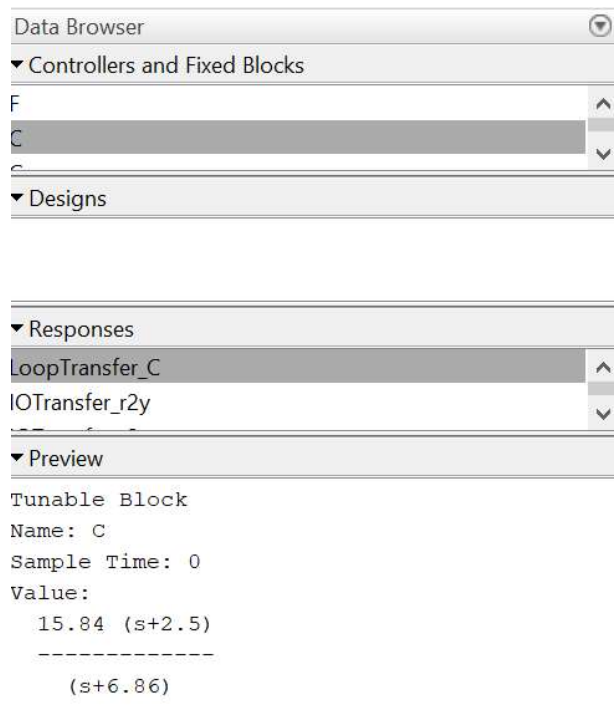 Data Browser
Controllers and Fixed Blocks
F
C
Designs
Responses
LoopTransfer_C
IOTransfer_r2y
Preview
Tunable Block
Name: C
Sample Time: 0
Value:
15.84 (s+2.5)
-------------
(s+6.86)